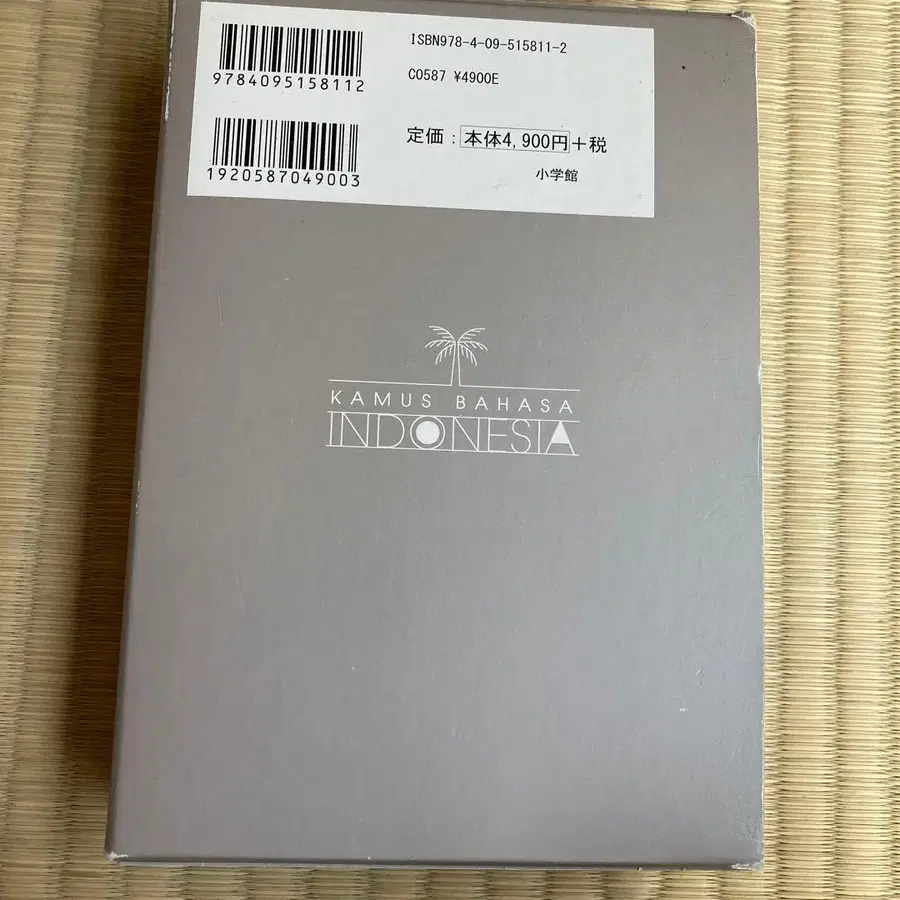 ISBN978-4-09-515811-2
9784095158112
C0587 ¥4900E
定価：本体4,900円+税
1920587049003
小学館
KAMUS BAHASA
INDONESIA